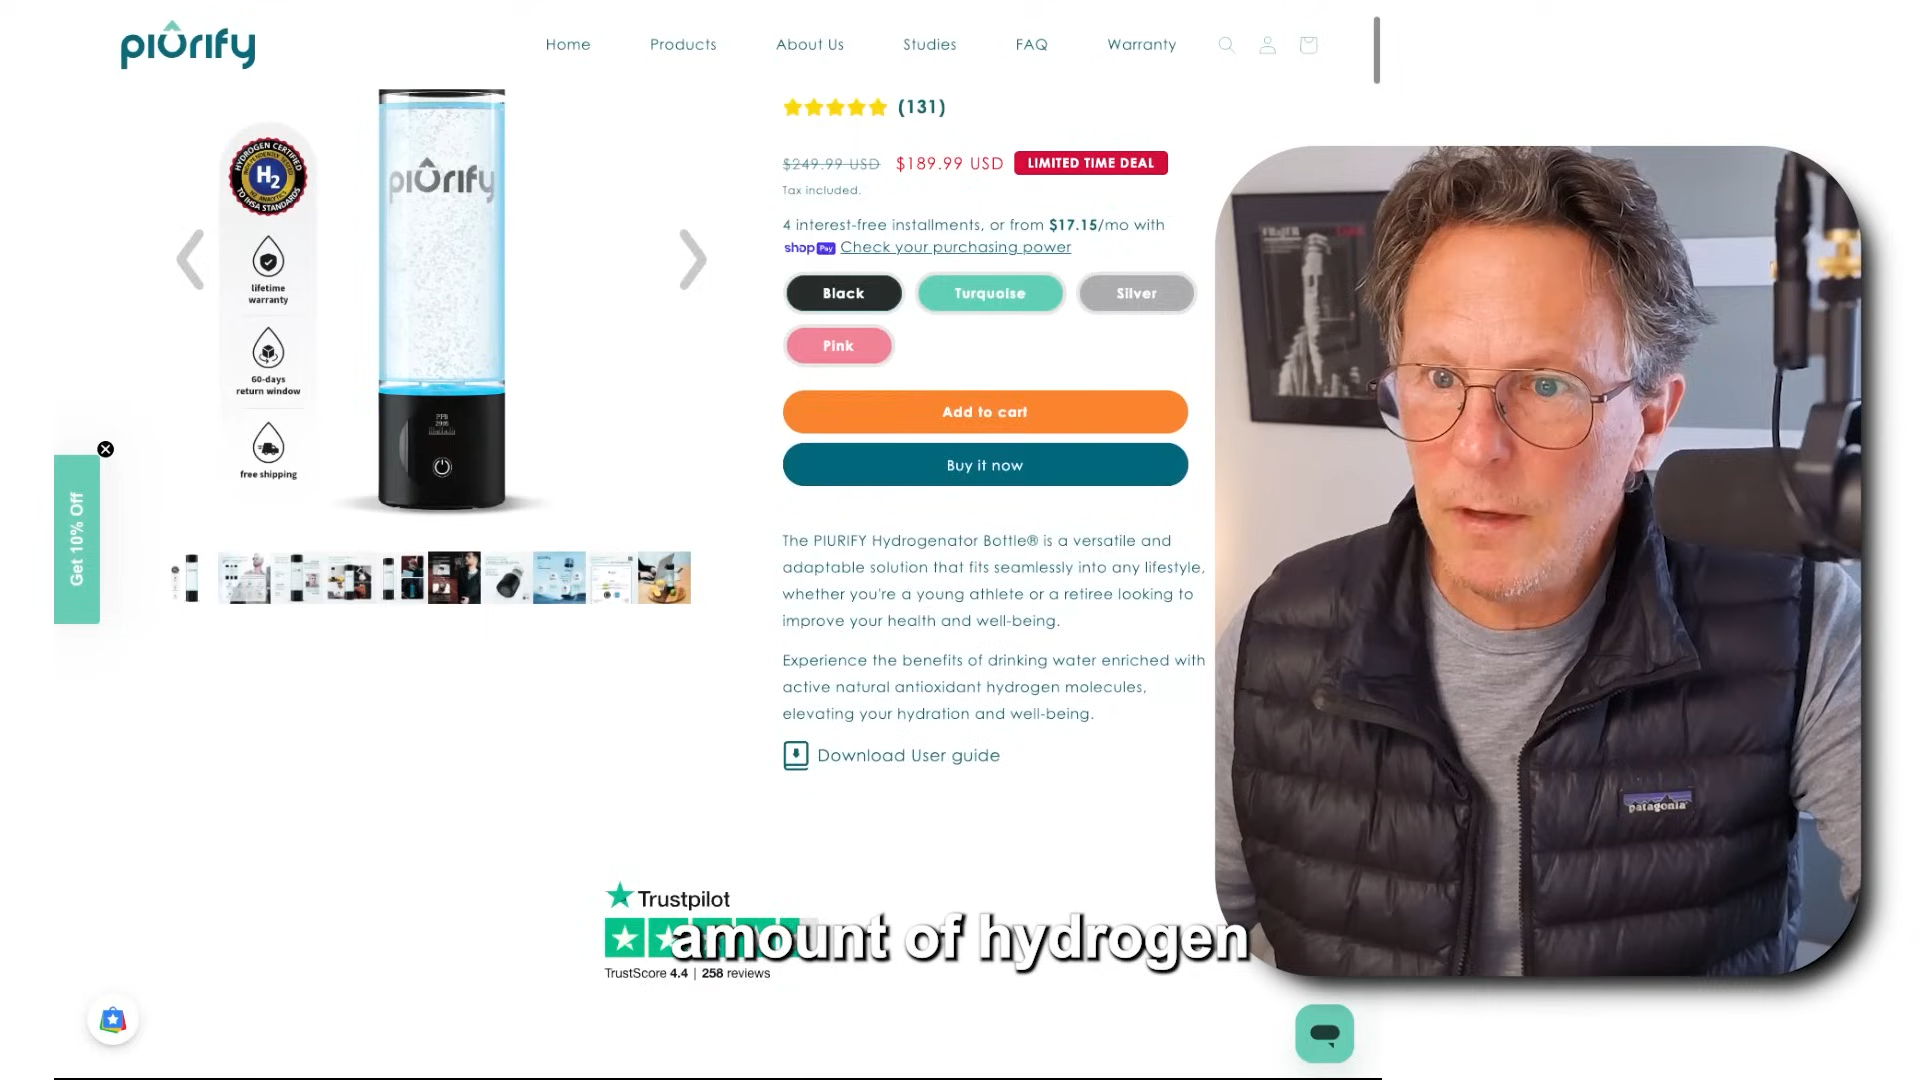 piurify
Home
Products
About Us
Studies
FAQ
Warranty
HYDROGEN CERTIFIED
H2
TO IHSA STANDARDS
lifetime
warranty
60-days
return window
free shipping
piurify
(131)
$249.99 USD
$189.99 USD
LIMITED TIME DEAL
Tax included.
4 interest-free installments, or from $17.15/mo with
shop Pay Check your purchasing power
Black
Turquoise
Silver
Pink
Add to cart
Buy it now
The PIURIFY Hydrogenator Bottle® is a versatile and
adaptable solution that fits seamlessly into any lifestyle,
whether you're a young athlete or a retiree looking to
improve your health and well-being.
Experience the benefits of drinking water enriched with
active natural antioxidant hydrogen molecules,
elevating your hydration and well-being.
Download User guide
Get 10% Off
Trustpilot
TrustScore 4.4 | 258 reviews
amount of hydrogen
patagonia